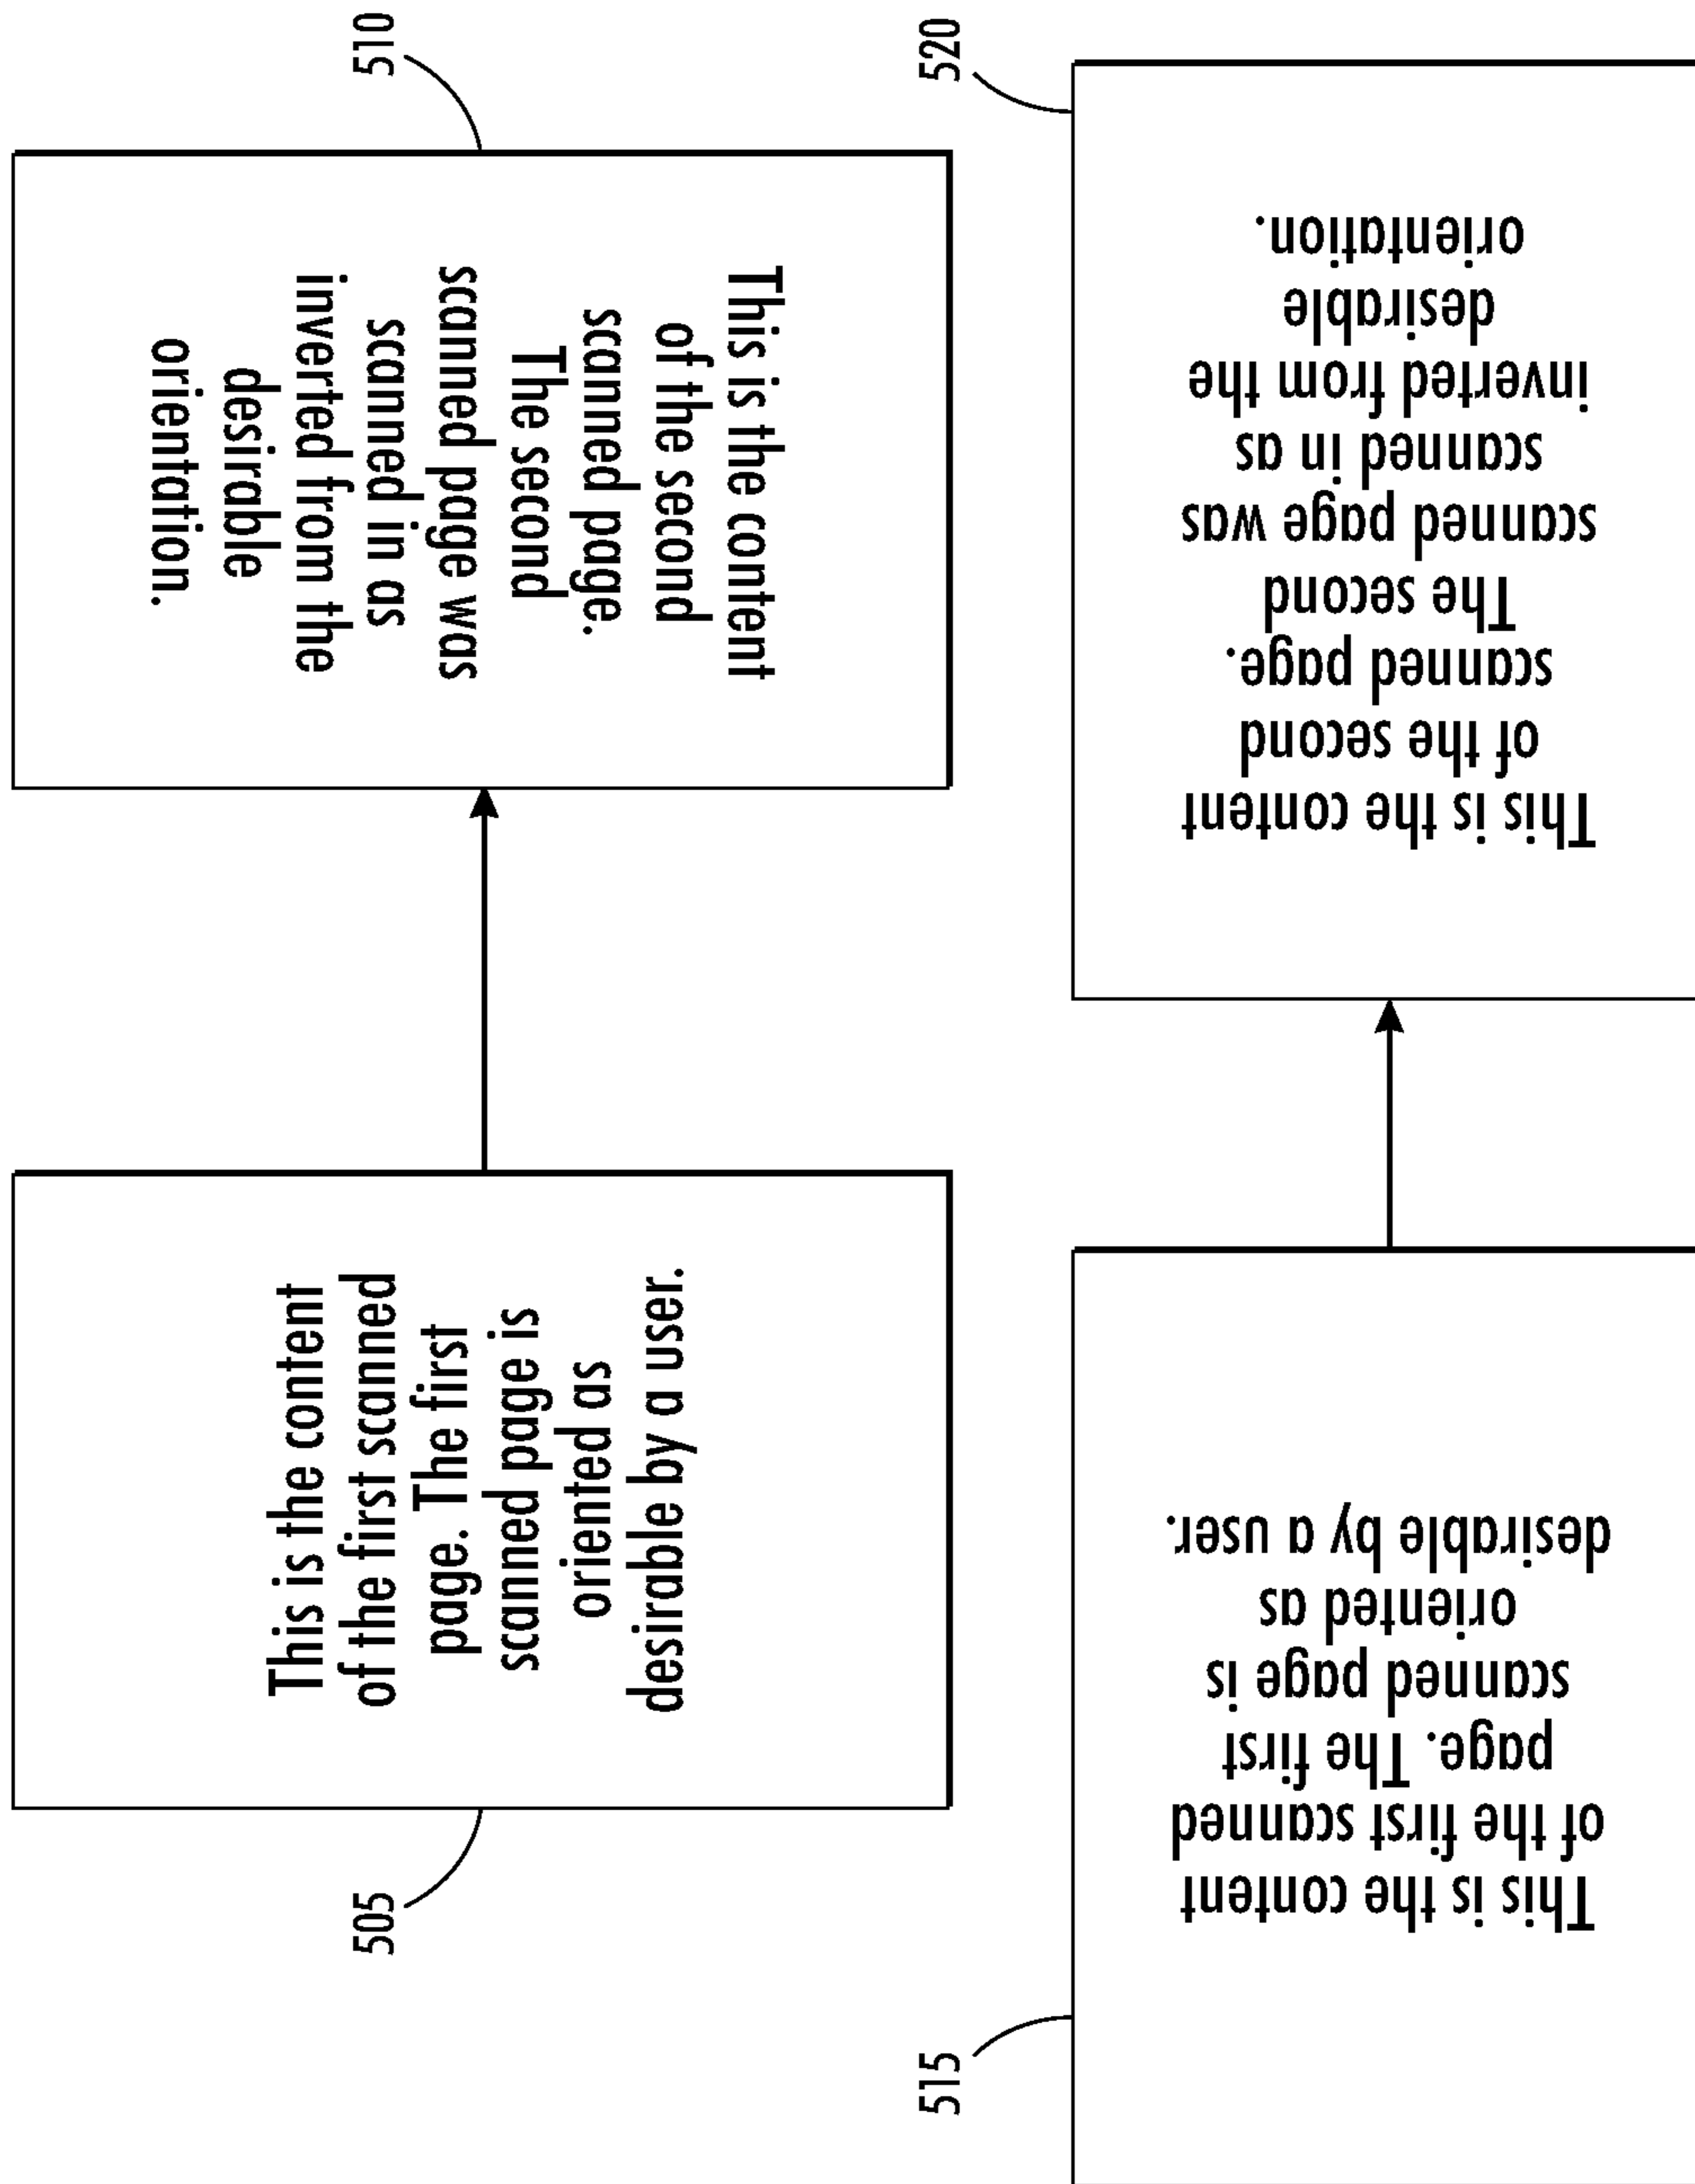 505
This is the content
of the first scanned
page. The first
scanned page is
oriented as
desirable by a user.
510
This is the content
of the second
scanned page.
The second
scanned page was
scanned in as
inverted from the
desirable
orientation.
515
This is the content
of the first scanned
page. The first
scanned page is
oriented as
desirable by a user.
520
This is the content
of the second
scanned page.
The second
scanned page was
scanned in as
inverted from the
desirable
orientation.